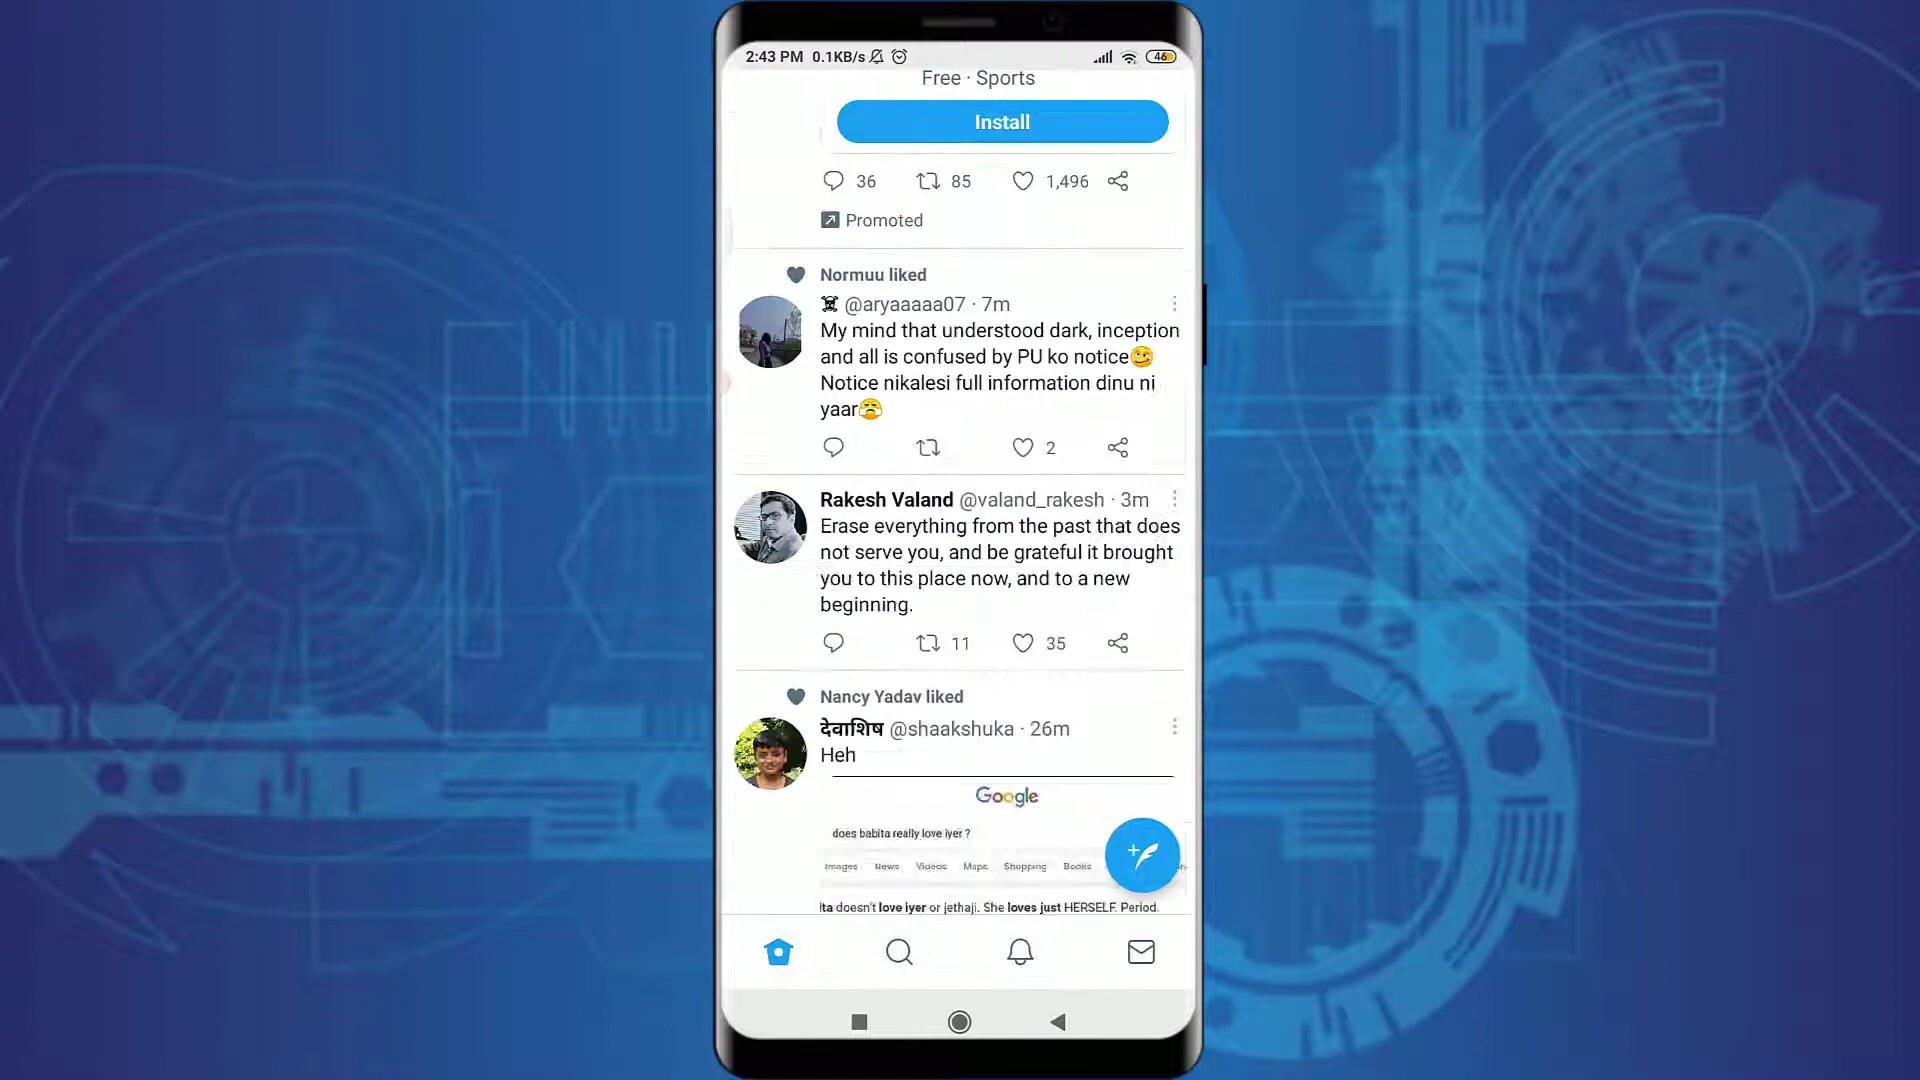 2:43 PM 0.1KB/s 46
Free · Sports
Install
36 85 1,496
Promoted
Normuu liked
☠️ @aryaaaaa07 · 7m
My mind that understood dark, inception
and all is confused by PU ko notice🥴
Notice nikalesi full information dinu ni
yaar😤
2
Rakesh Valand @valand_rakesh · 3m
Erase everything from the past that does
not serve you, and be grateful it brought
you to this place now, and to a new
beginning.
11 35
Nancy Yadav liked
देवाशिष @shaakshuka · 26m
Heh
Google
does babita really love iyer ?
Images News Videos Maps Shopping Books
ita doesn't love iyer or jethaji. She loves just HERSELF. Period.